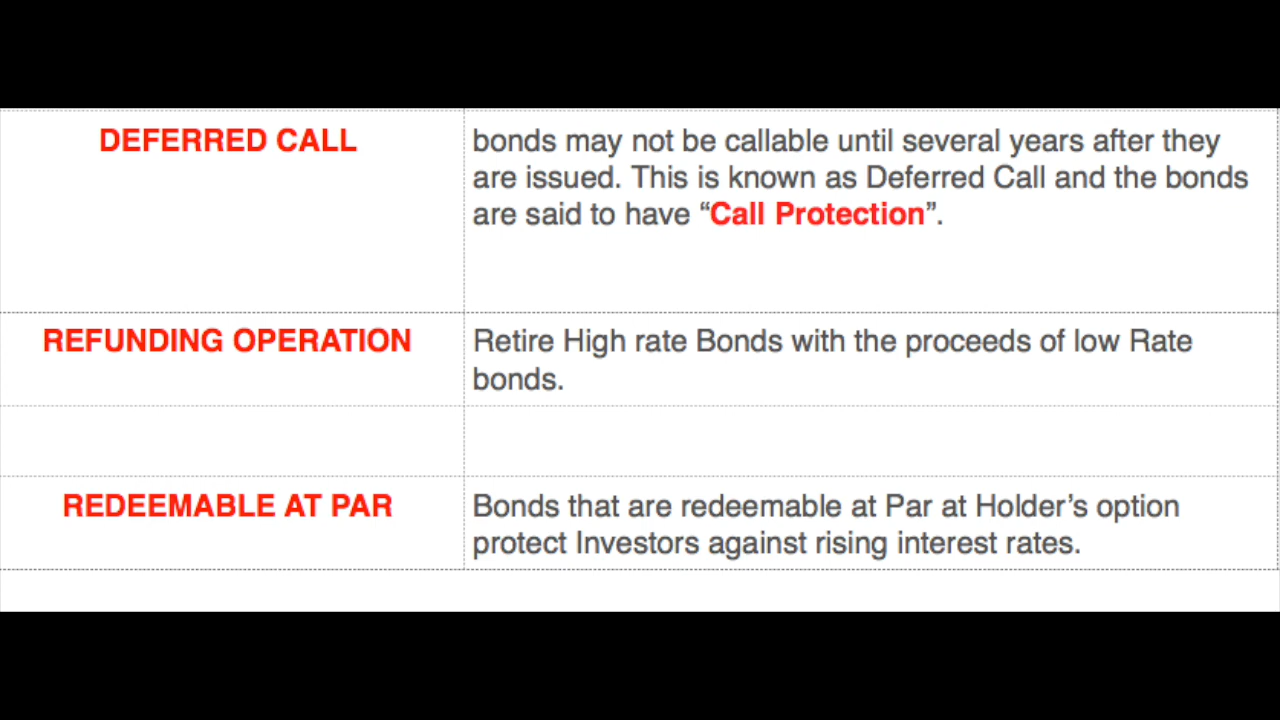 DEFERRED CALL
bonds may not be callable until several years after they
are issued. This is known as Deferred Call and the bonds
are said to have “Call Protection”.
REFUNDING OPERATION
Retire High rate Bonds with the proceeds of low Rate
bonds.
REDEEMABLE AT PAR
Bonds that are redeemable at Par at Holder’s option
protect Investors against rising interest rates.